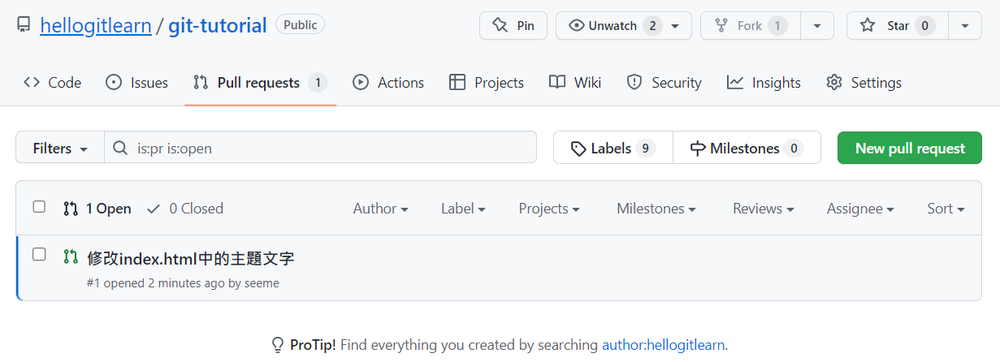 hellogitlearn / git-tutorial Public Pin Unwatch 2 Fork 1 Star 0
Code Issues Pull requests 1 Actions Projects Wiki Security Insights Settings
Filters is:pr is:open Labels 9 Milestones 0 New pull request
1 Open 0 Closed Author Label Projects Milestones Reviews Assignee Sort
修改index.html中的主題文字
#1 opened 2 minutes ago by seeme
ProTip! Find everything you created by searching author:hellogitlearn.